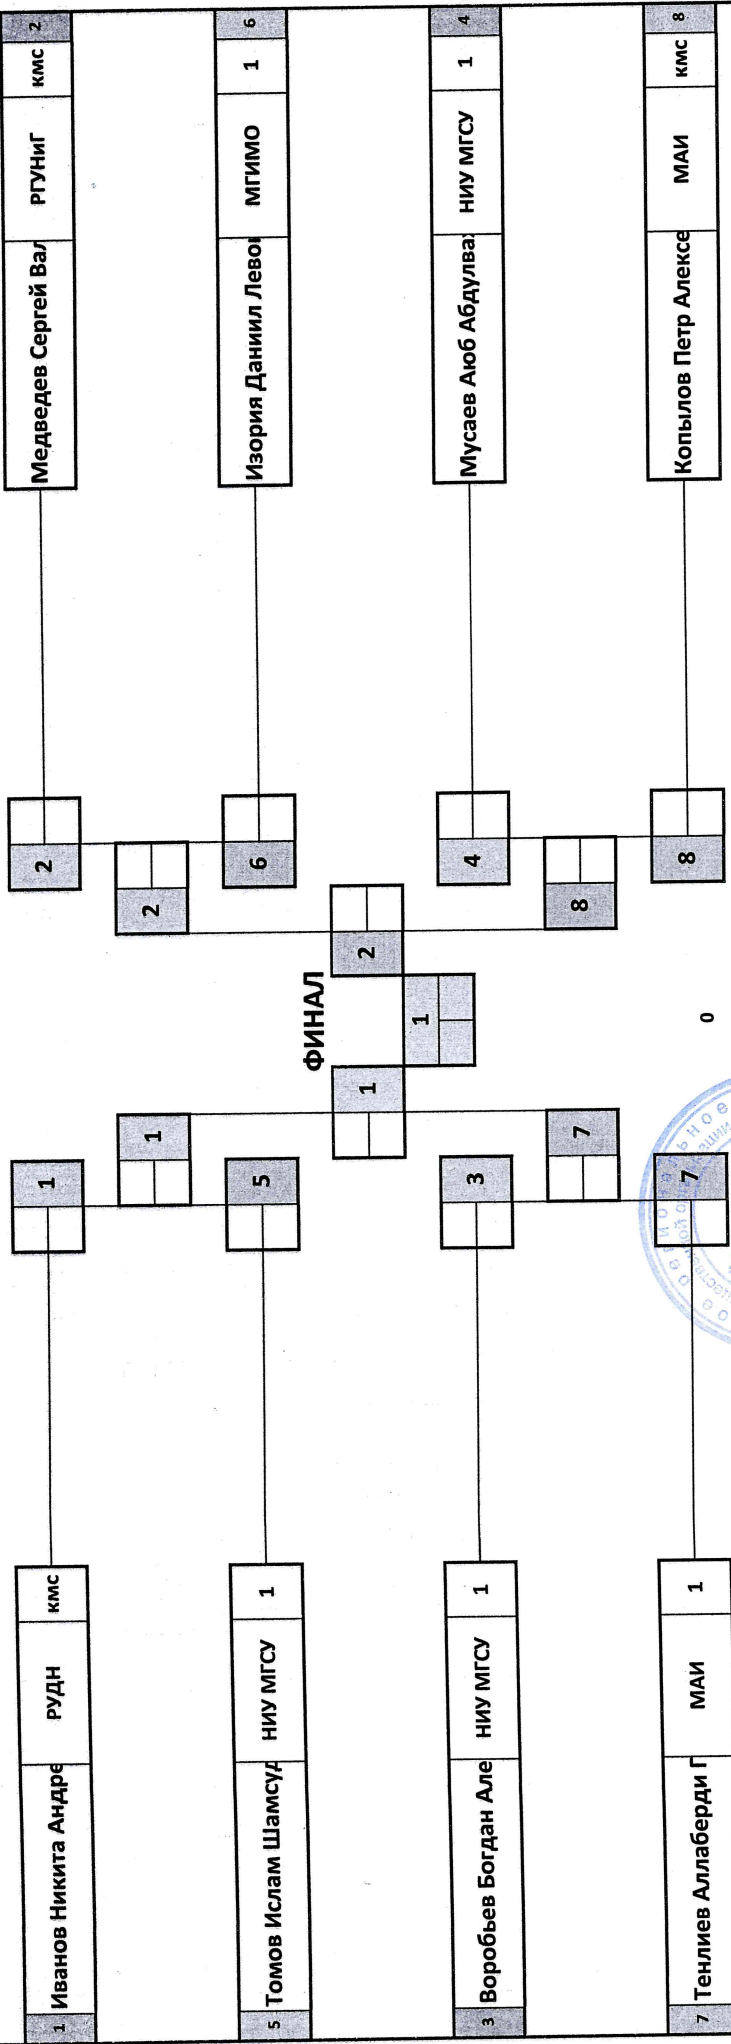 1 Иванов Никита Андре РУДН кмс
5 Томов Ислам Шамсуд НИУ МГСУ 1
3 Воробьев Богдан Але НИУ МГСУ 1
7 Тенлиев Аллаберди МАИ 1
1
5
3
7
1
7
1
ФИНАЛ
1
2
2
8
2
6
4
8
0
Медведев Сергей Вал РГУНиГ кмс 2
Изория Даниил Левон МГИМО 1 6
Мусаев Аюб Абдулва НИУ МГСУ 1 4
Копылов Петр Алексе МАИ кмс 8